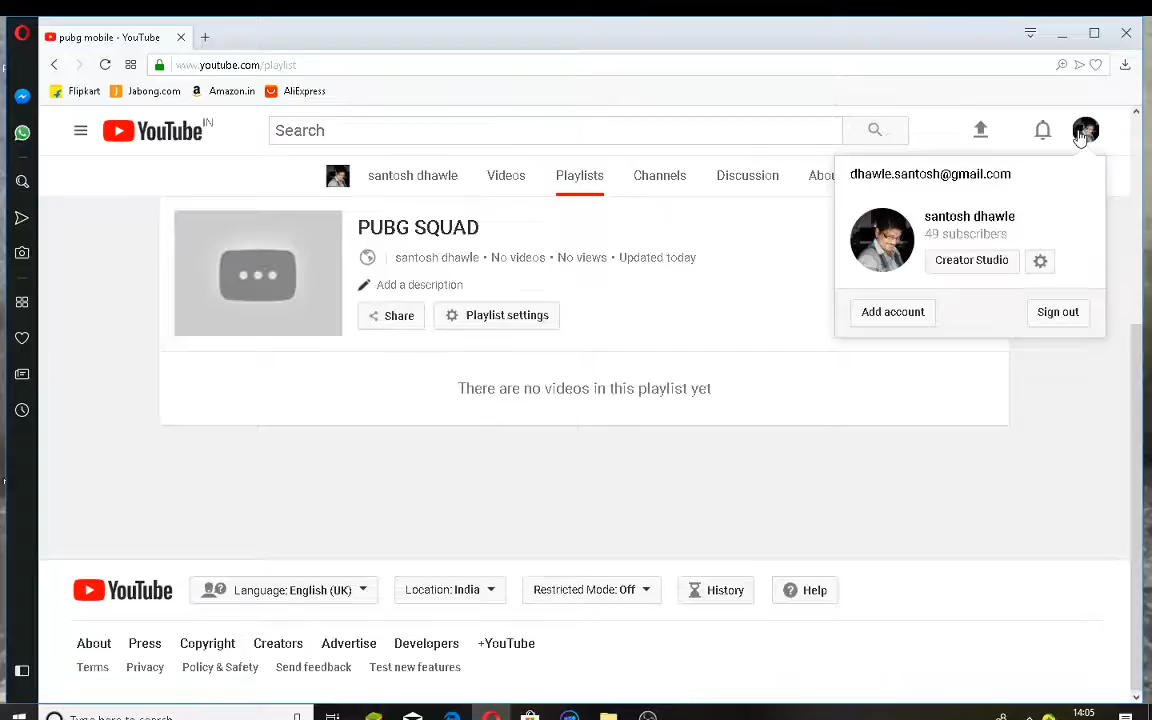 pubg mobile - YouTube
www.youtube.com/playlist
Flipkart Jabong.com Amazon.in AliExpress
YouTube IN Search
santosh dhawle Videos Playlists Channels Discussion Abou
dhawle.santosh@gmail.com
santosh dhawle
49 subscribers
Creator Studio
Add account Sign out
PUBG SQUAD
santosh dhawle • No videos • No views • Updated today
Add a description
Share Playlist settings
There are no videos in this playlist yet
YouTube Language: English (UK) Location: India Restricted Mode: Off History Help
About Press Copyright Creators Advertise Developers +YouTube
Terms Privacy Policy & Safety Send feedback Test new features
Type here to search 14:05